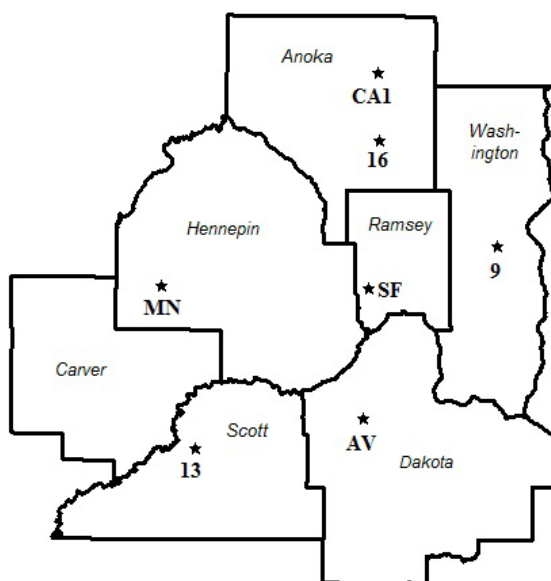 Anoka
CA1
Wash-
ington
16
Ramsey
Hennepin
9
SF
MN
Carver
Scott
AV
13
Dakota